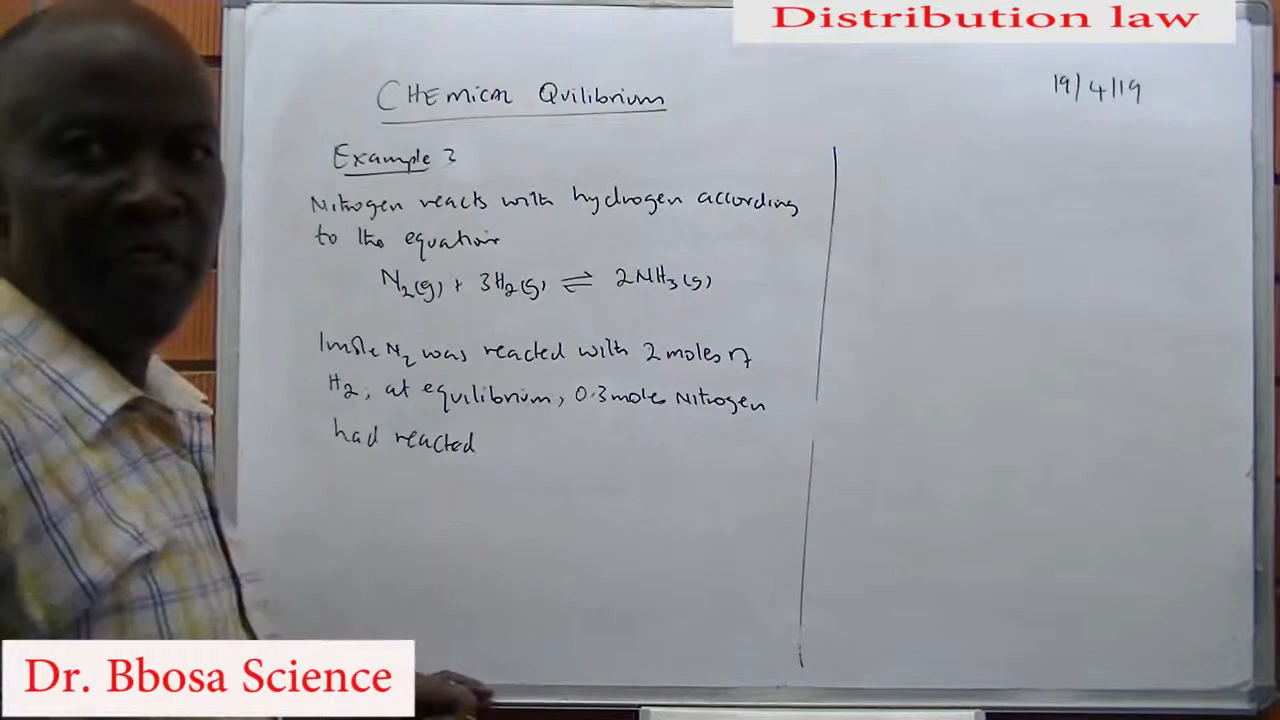 Distribution law
CHEMICAL QUilibrium
19/4/19
Example 3
Nitrogen reacts with hydrogen according
to the equation
N₂(g) + 3H₂(g) ⇌ 2NH₃(g)
1mole N₂ was reacted with 2 moles of
H₂, at equilibrium, 0.3moles Nitrogen
had reacted
Dr. Bbosa Science